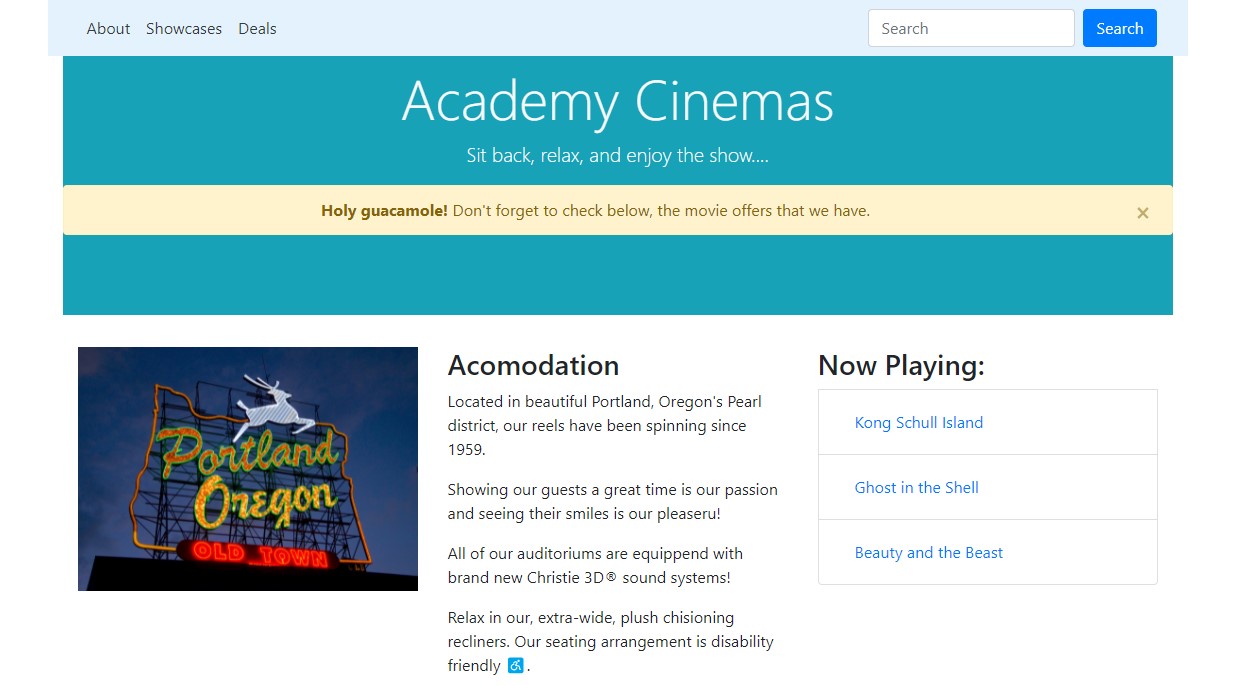 About Showcases Deals Search Search
Academy Cinemas
Sit back, relax, and enjoy the show....
Holy guacamole! Don't forget to check below, the movie offers that we have. ×
Portland
Oregon
OLD TOWN
Acomodation
Located in beautiful Portland, Oregon's Pearl
district, our reels have been spinning since
1959.
Showing our guests a great time is our passion
and seeing their smiles is our pleaseru!
All of our auditoriums are equippend with
brand new Christie 3D® sound systems!
Relax in our, extra-wide, plush chisioning
recliners. Our seating arrangement is disability
friendly ♿.
Now Playing:
Kong Schull Island
Ghost in the Shell
Beauty and the Beast